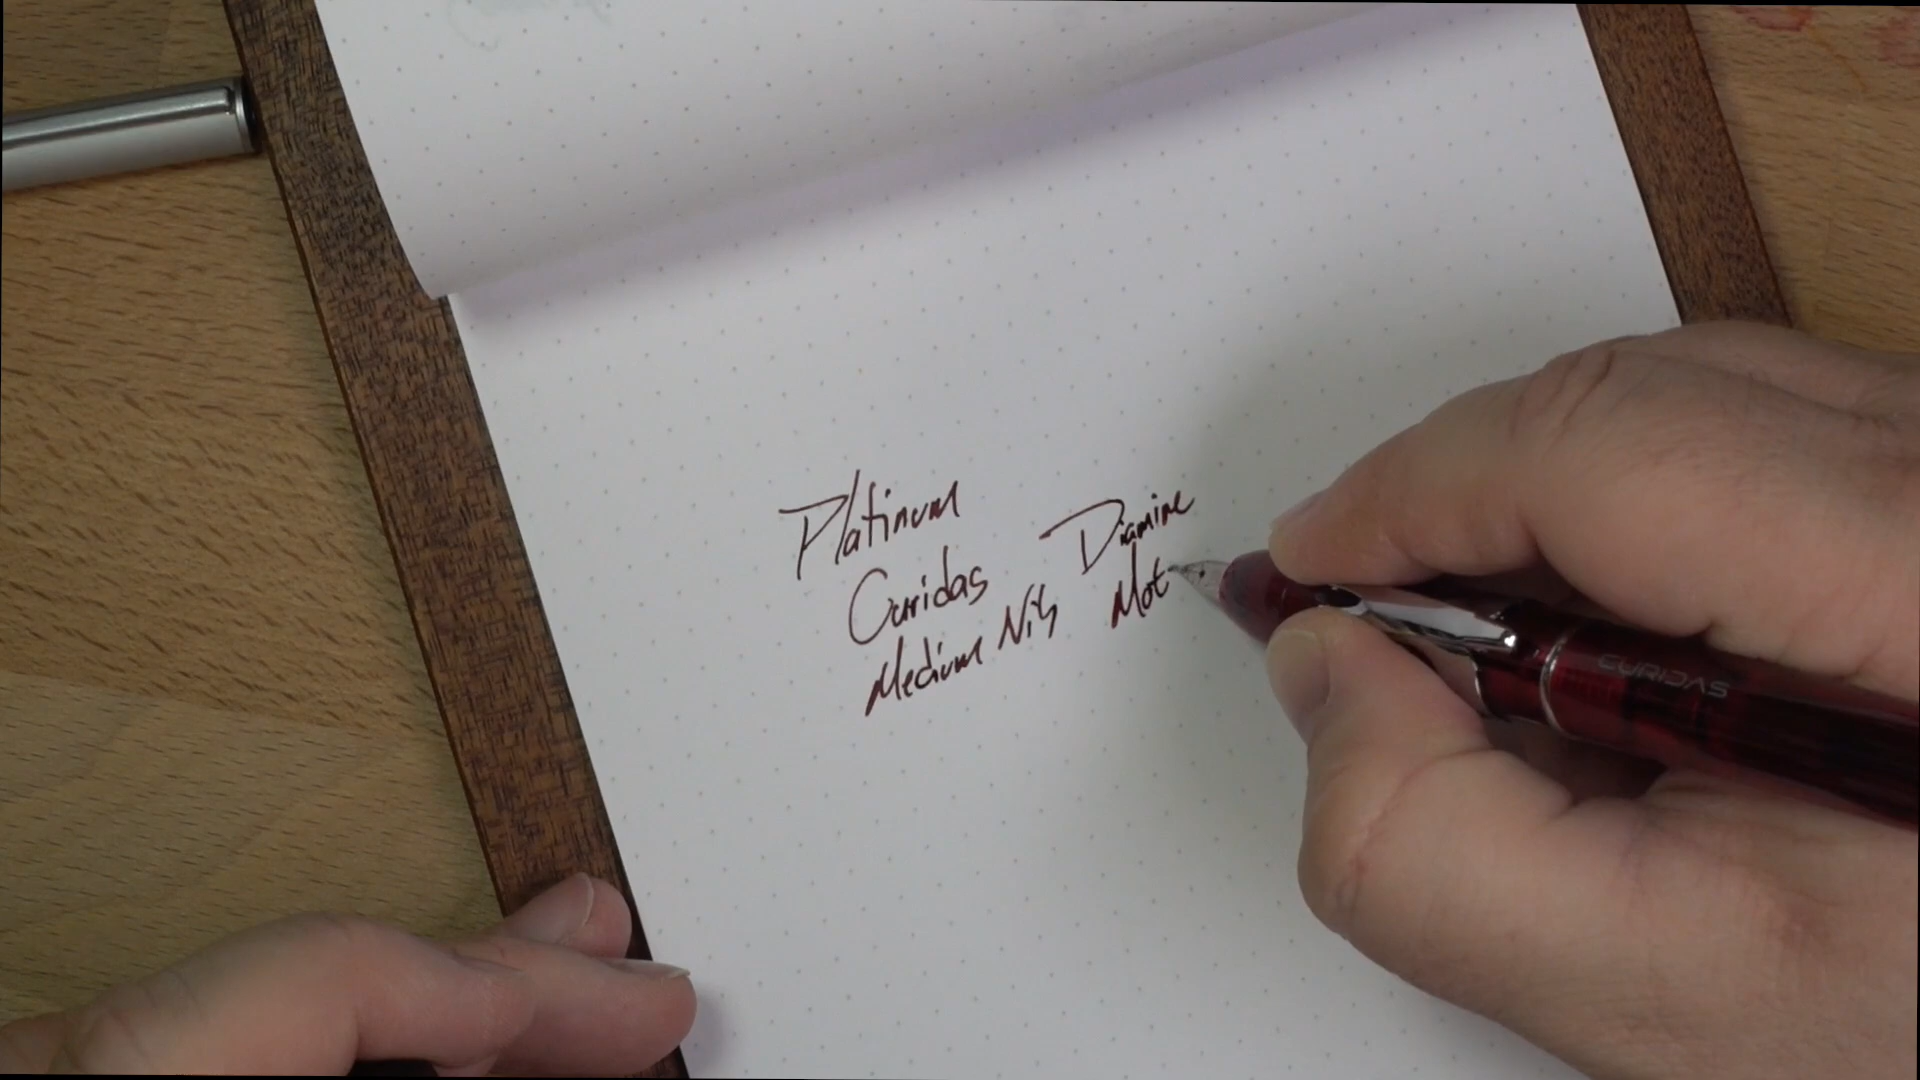 Platinum
Curidas
Medium Nib
Diamine
Mot
CURIDAS